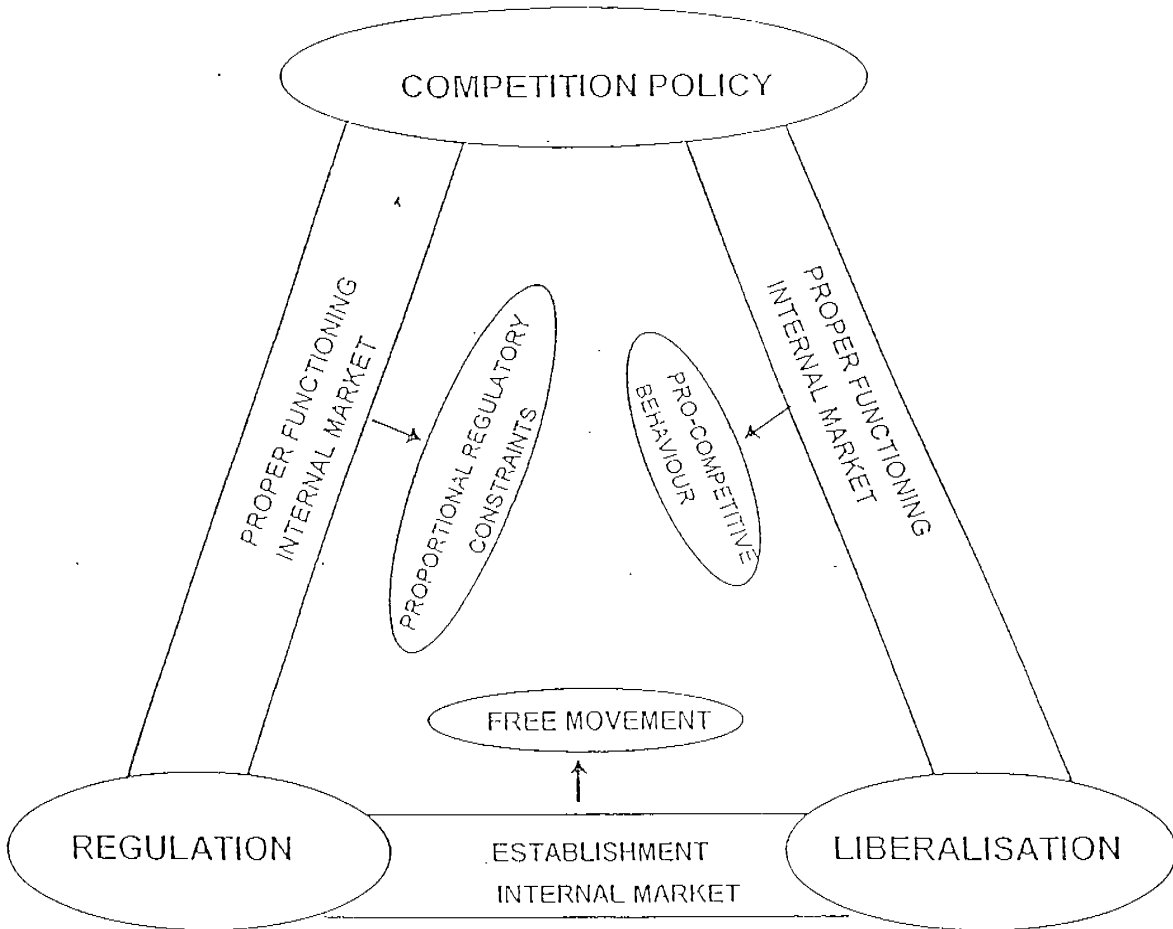 COMPETITION POLICY
PROPER FUNCTIONING
INTERNAL MARKET
PROPORTIONAL REGULATORY
CONSTRAINTS
PRO-COMPETITIVE
BEHAVIOUR
PROPER FUNCTIONING
INTERNAL MARKET
FREE MOVEMENT
REGULATION
ESTABLISHMENT
INTERNAL MARKET
LIBERALISATION